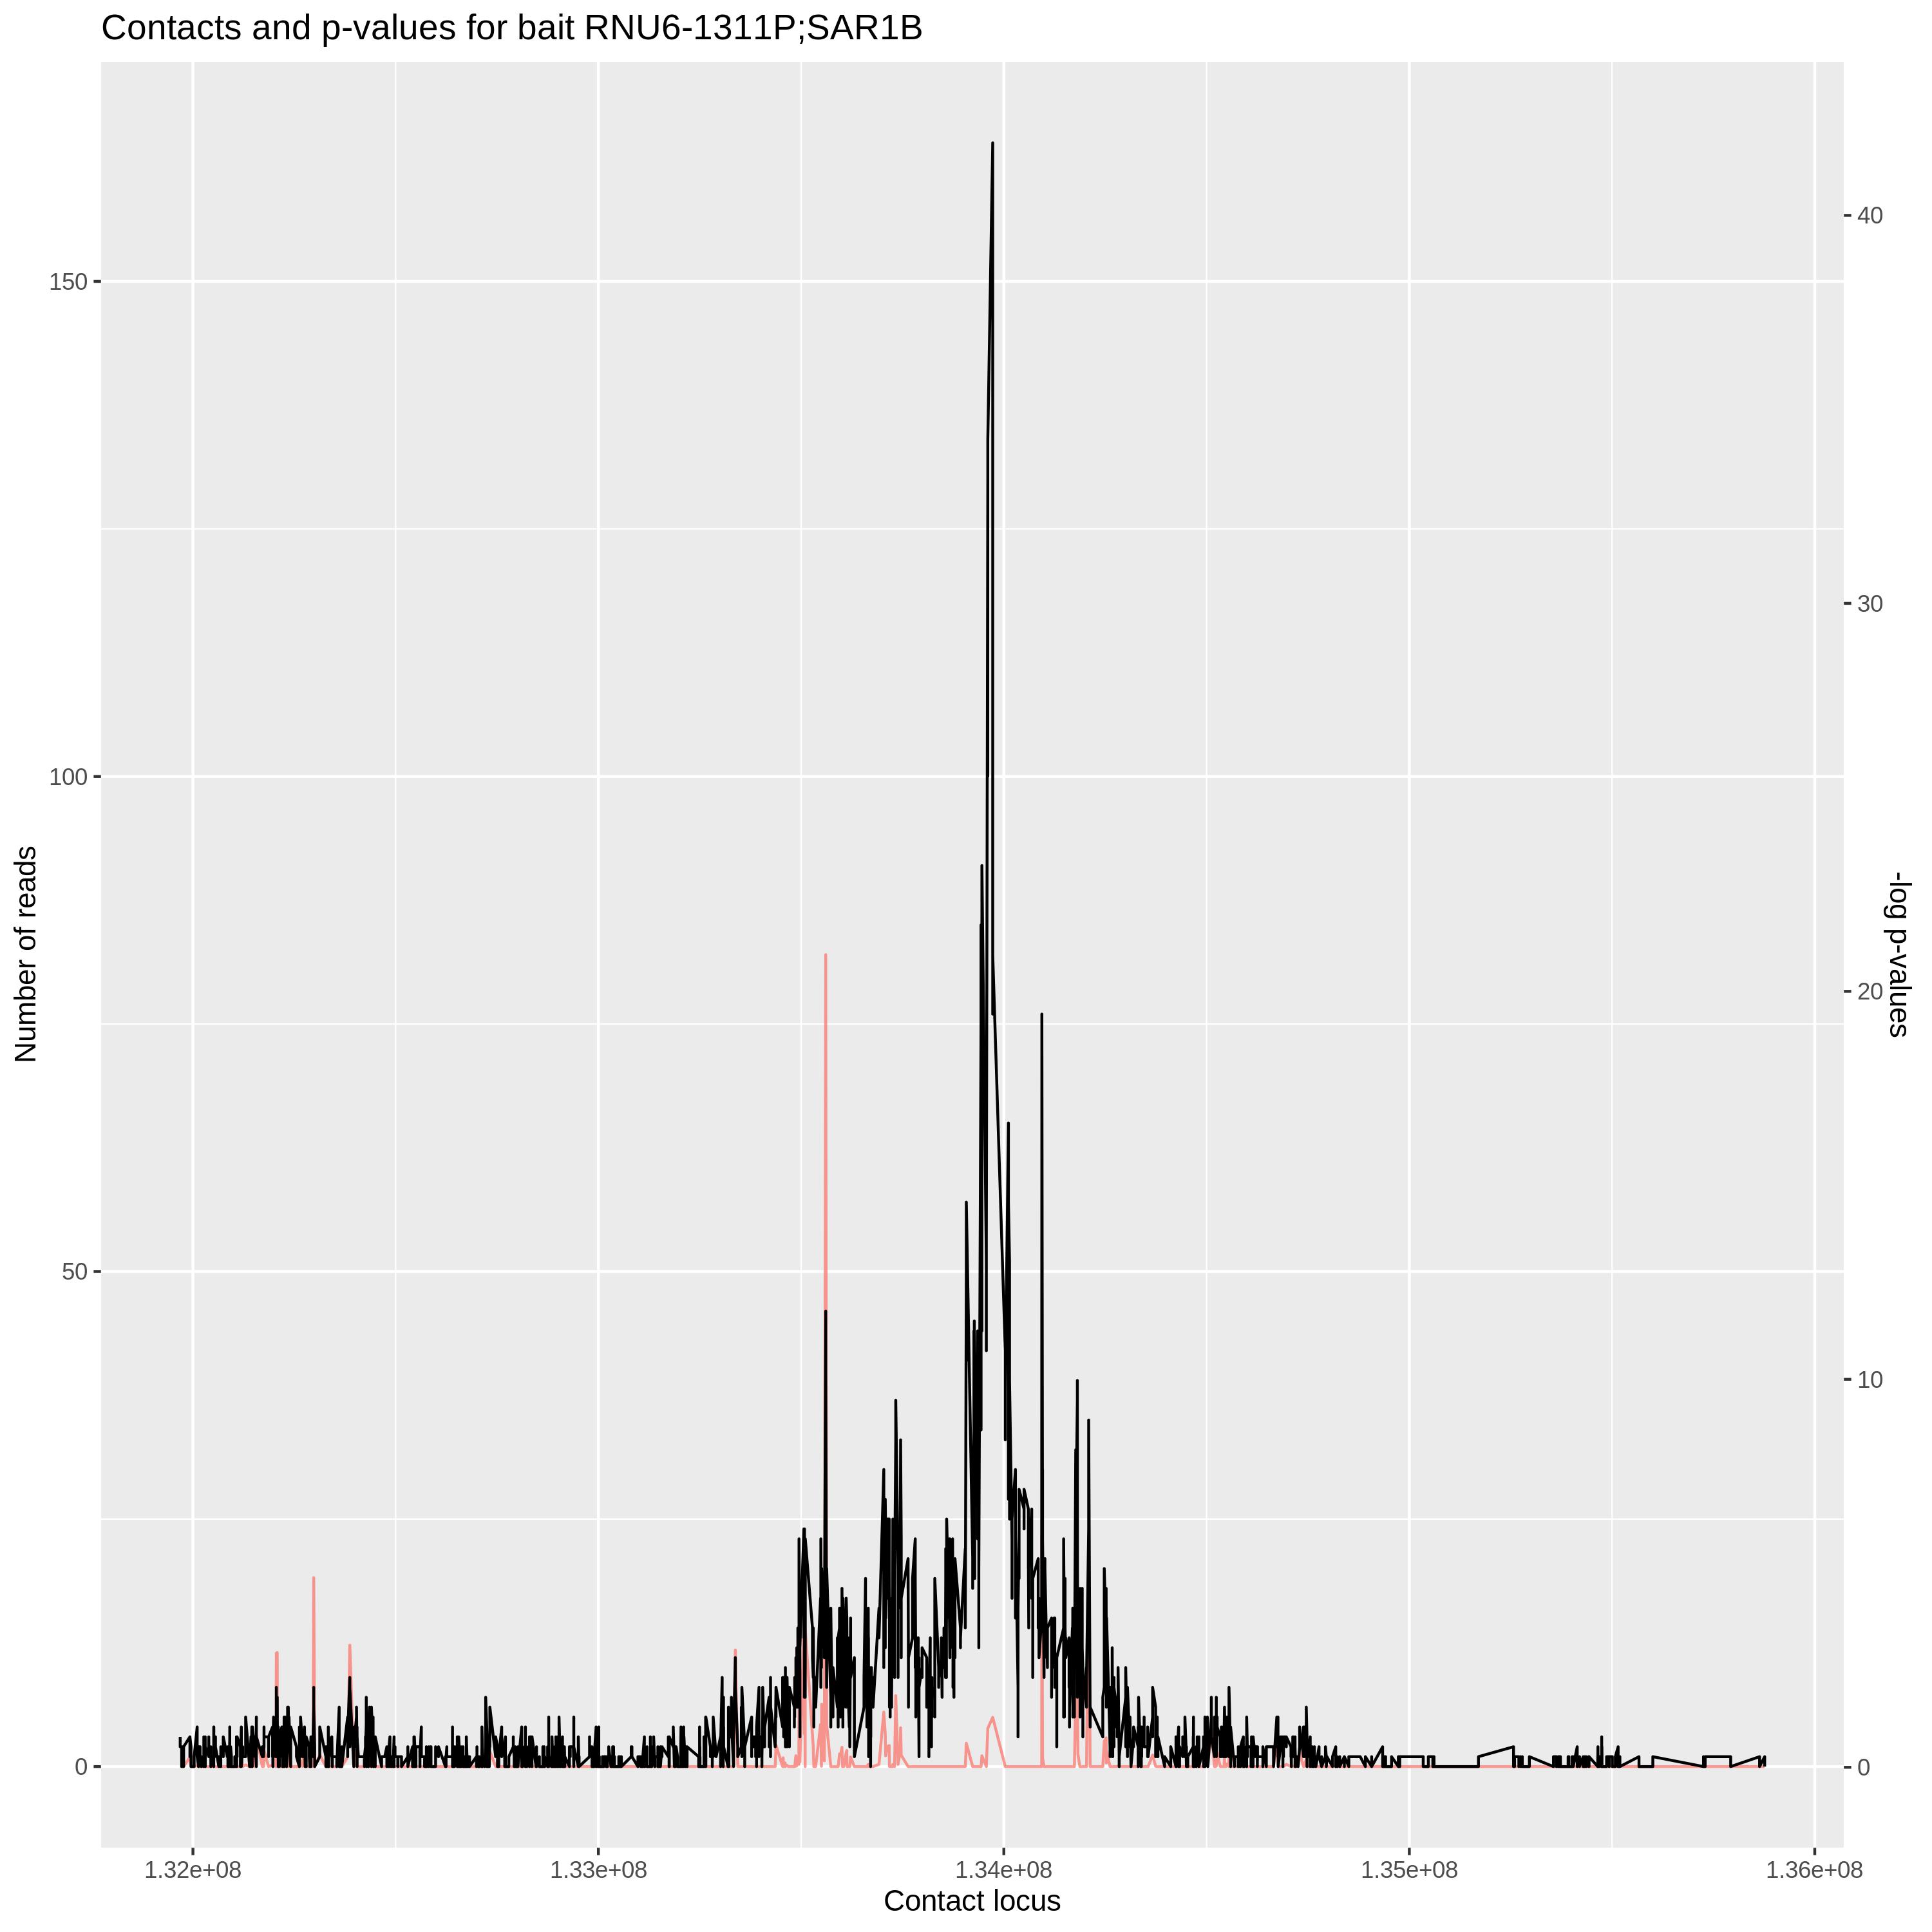 Contacts and p-values for bait RNU6-1311P;SAR1B
150
100
50
0
Number of reads
40
30
20
10
0
-log p-values
1.32e+08 1.33e+08 1.34e+08 1.35e+08 1.36e+08
Contact locus